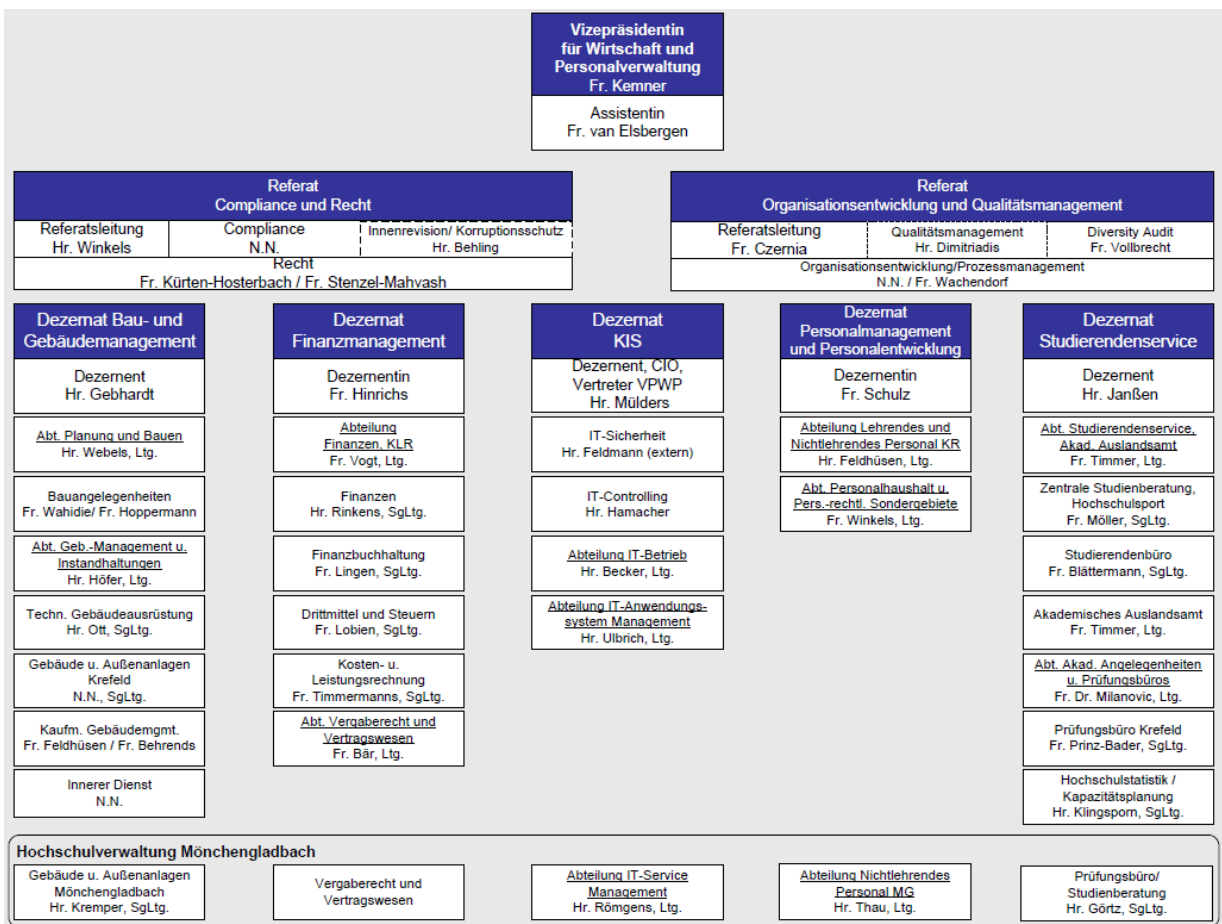 Vizepräsidentin
für Wirtschaft und
Personalverwaltung
Fr. Kemner
Assistentin
Fr. van Elsbergen
Referat
Compliance und Recht
Referatsleitung
Hr. Winkels
Compliance
N.N.
Innenrevision/ Korruptionsschutz
Hr. Behling
Recht
Fr. Kürten-Hosterbach / Fr. Stenzel-Mahvash
Referat
Organisationsentwicklung und Qualitätsmanagement
Referatsleitung
Fr. Czernia
Qualitätsmanagement
Hr. Dimitriadis
Diversity Audit
Fr. Vollbrecht
Organisationsentwicklung/Prozessmanagement
N.N. / Fr. Wachendorf
Dezernat Bau- und
Gebäudemanagement
Dezernent
Hr. Gebhardt
Abt. Planung und Bauen
Hr. Webels, Ltg.
Bauangelegenheiten
Fr. Wahidie/ Fr. Hoppermann
Abt. Geb.-Management u.
Instandhaltungen
Hr. Höfer, Ltg.
Techn. Gebäudeausrüstung
Hr. Ott, SgLtg.
Gebäude u. Außenanlagen
Krefeld
N.N., SgLtg.
Kaufm. Gebäudemgmt.
Fr. Feldhüsen / Fr. Behrends
Innerer Dienst
N.N.
Dezernat
Finanzmanagement
Dezernentin
Fr. Hinrichs
Abteilung
Finanzen, KLR
Fr. Vogt, Ltg.
Finanzen
Hr. Rinkens, SgLtg.
Finanzbuchhaltung
Fr. Lingen, SgLtg.
Drittmittel und Steuern
Fr. Lobien, SgLtg.
Kosten- u.
Leistungsrechnung
Fr. Timmermanns, SgLtg.
Abt. Vergaberecht und
Vertragswesen
Fr. Bär, Ltg.
Dezernat
KIS
Dezernent, CIO,
Vertreter VPWP
Hr. Mülders
IT-Sicherheit
Hr. Feldmann (extern)
IT-Controlling
Hr. Hamacher
Abteilung IT-Betrieb
Hr. Becker, Ltg.
Abteilung IT-Anwendungs-
system Management
Hr. Ulbrich, Ltg.
Dezernat
Personalmanagement
und Personalentwicklung
Dezernentin
Fr. Schulz
Abteilung Lehrendes und
Nichtlehrendes Personal KR
Hr. Feldhüsen, Ltg.
Abt. Personalhaushalt u.
Pers.-rechtl. Sondergebiete
Fr. Winkels, Ltg.
Dezernat
Studierendenservice
Dezernent
Hr. Janßen
Abt. Studierendenservice,
Akad. Auslandsamt
Fr. Timmer, Ltg.
Zentrale Studienberatung,
Hochschulsport
Fr. Möller, SgLtg.
Studierendenbüro
Fr. Blättermann, SgLtg.
Akademisches Auslandsamt
Fr. Timmer, Ltg.
Abt. Akad. Angelegenheiten
u. Prüfungsbüros
Fr. Dr. Milanovic, Ltg.
Prüfungsbüro Krefeld
Fr. Prinz-Bader, SgLtg.
Hochschulstatistik /
Kapazitätsplanung
Hr. Klingsporn, SgLtg.
Hochschulverwaltung Mönchengladbach
Gebäude u. Außenanlagen
Mönchengladbach
Hr. Kremper, SgLtg.
Vergaberecht und
Vertragswesen
Abteilung IT-Service
Management
Hr. Römgens, Ltg.
Abteilung Nichtlehrendes
Personal MG
Hr. Thau, Ltg.
Prüfungsbüro/
Studienberatung
Hr. Görtz, SgLtg.